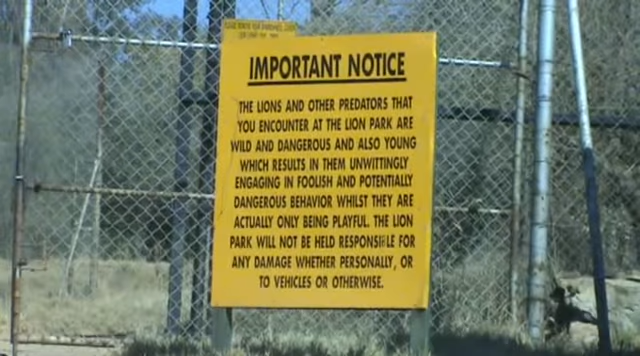 IMPORTANT NOTICE
THE LIONS AND OTHER PREDATORS THAT
YOU ENCOUNTER AT THE LION PARK ARE
WILD AND DANGEROUS AND ALSO YOUNG
WHICH RESULTS IN THEM UNWITTINGLY
ENGAGING IN FOOLISH AND POTENTIALLY
DANGEROUS BEHAVIOR WHILST THEY ARE
ACTUALLY ONLY BEING PLAYFUL. THE LION
PARK WILL NOT BE HELD RESPONSIBLE FOR
ANY DAMAGE WHETHER PERSONALLY, OR
TO VEHICLES OR OTHERWISE.